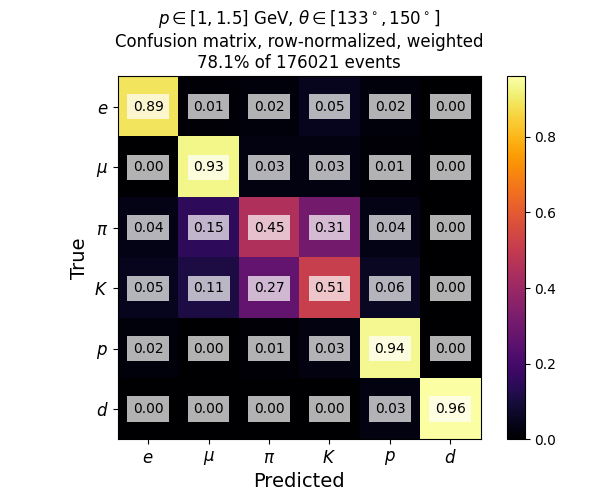 p ∈ [1, 1.5] GeV, θ ∈ [133°, 150°]
Confusion matrix, row-normalized, weighted
78.1% of 176021 events
e 0.89 0.01 0.02 0.05 0.02 0.00
μ 0.00 0.93 0.03 0.03 0.01 0.00
π 0.04 0.15 0.45 0.31 0.04 0.00
K 0.05 0.11 0.27 0.51 0.06 0.00
p 0.02 0.00 0.01 0.03 0.94 0.00
d 0.00 0.00 0.00 0.00 0.03 0.96
e μ π K p d
Predicted
True
0.8
0.6
0.4
0.2
0.0